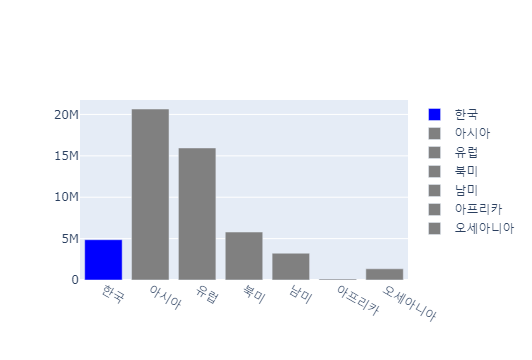 20M
15M
10M
5M
0
한국
아시아
유럽
북미
남미
아프리카
오세아니아
한국
아시아
유럽
북미
남미
아프리카
오세아니아